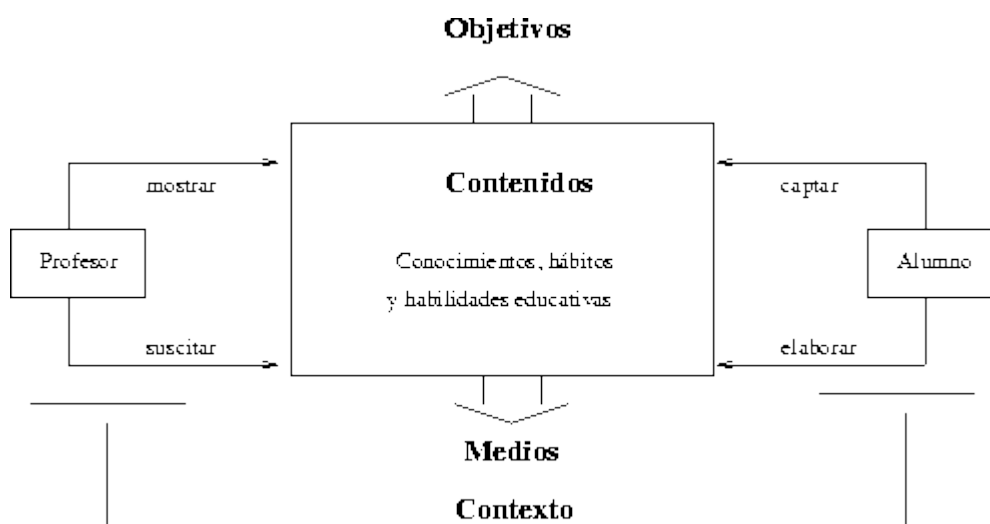 Objetivos
mostrar
Contenidos
captar
Profesor
Conocimientos, hábitos
y habilidades educativas
Alumno
suscitar
elaborar
Medios
Contexto